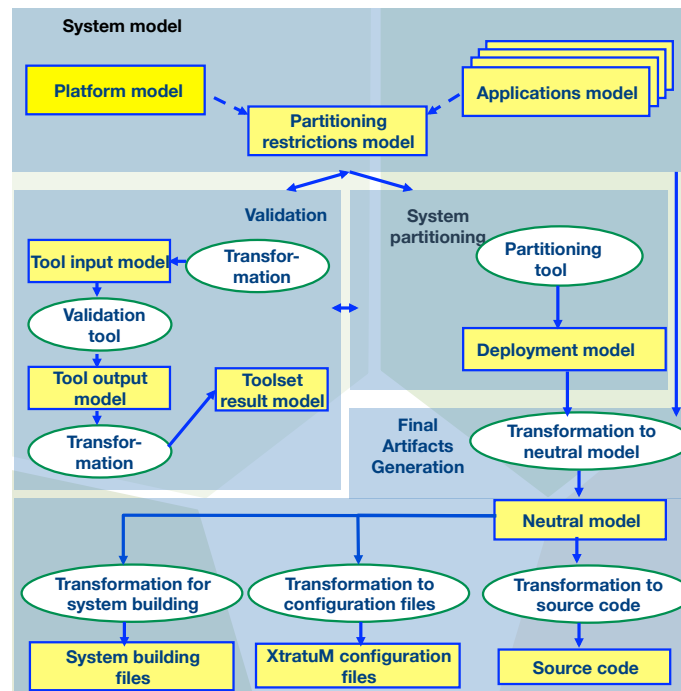 System model
Platform model
Applications model
Partitioning
restrictions model
Validation
System
partitioning
Tool input model
Transfor-
mation
Partitioning
tool
Validation
tool
Deployment model
Tool output
model
Toolset
result model
Transfor-
mation
Final
Artifacts
Generation
Transformation to
neutral model
Neutral model
Transformation for
system building
Transformation to
configuration files
Transformation to
source code
System building
files
XtratuM configuration
files
Source code